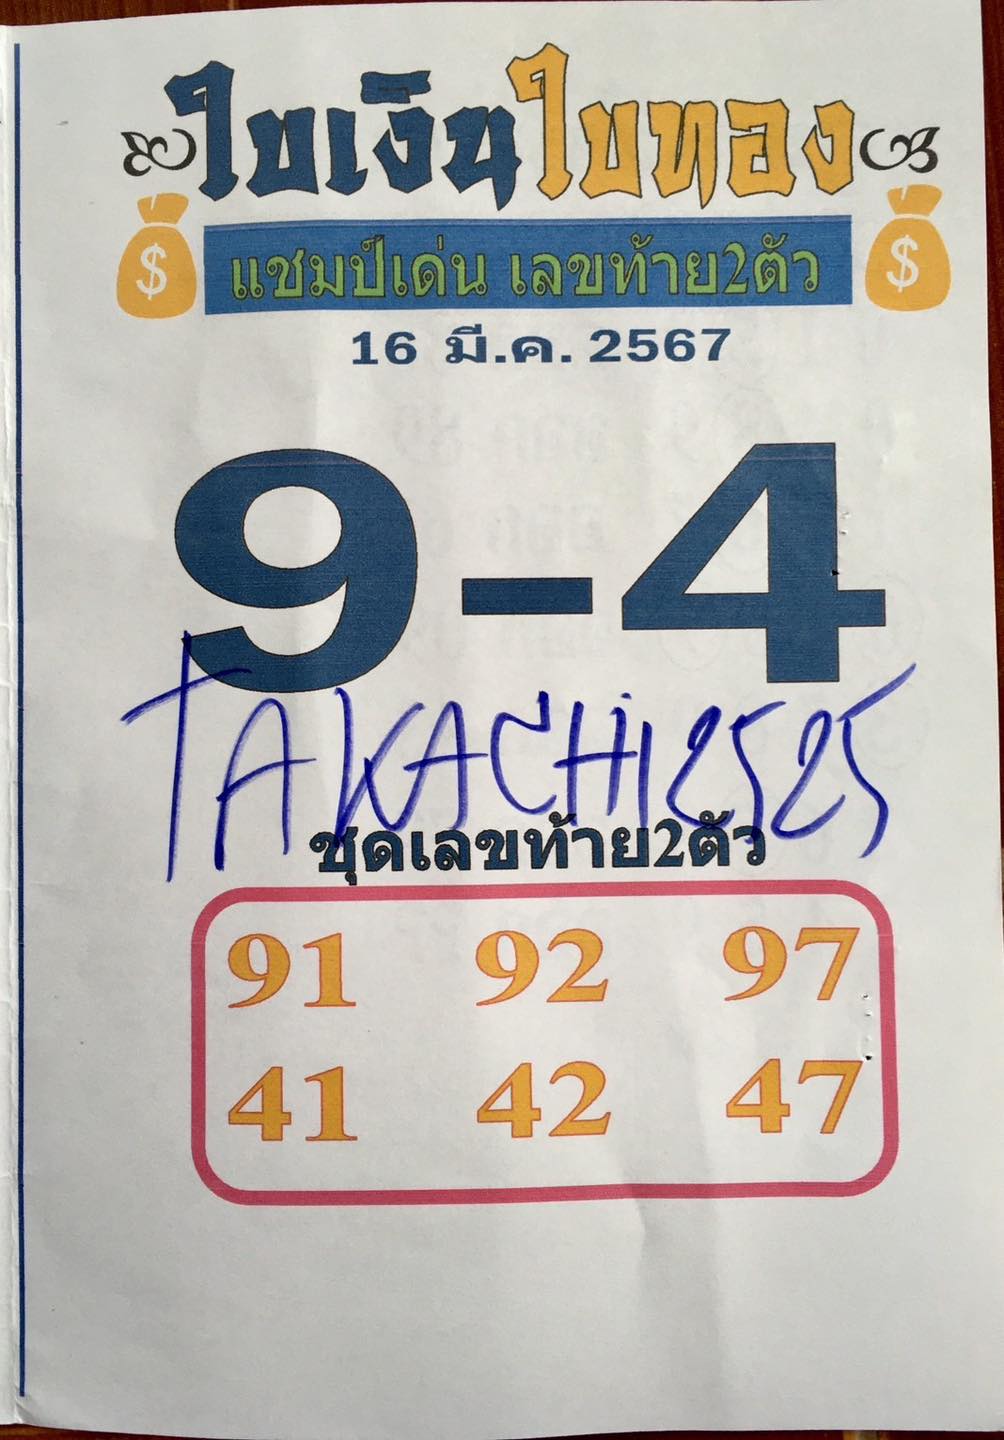 ใบเงินใบทอง
$ $
แชมป์เด่น เลขท้าย2ตัว
16 มี.ค. 2567
9-4
TAKACHI2525
ชุดเลขท้าย2ตัว
91 92 97
41 42 47